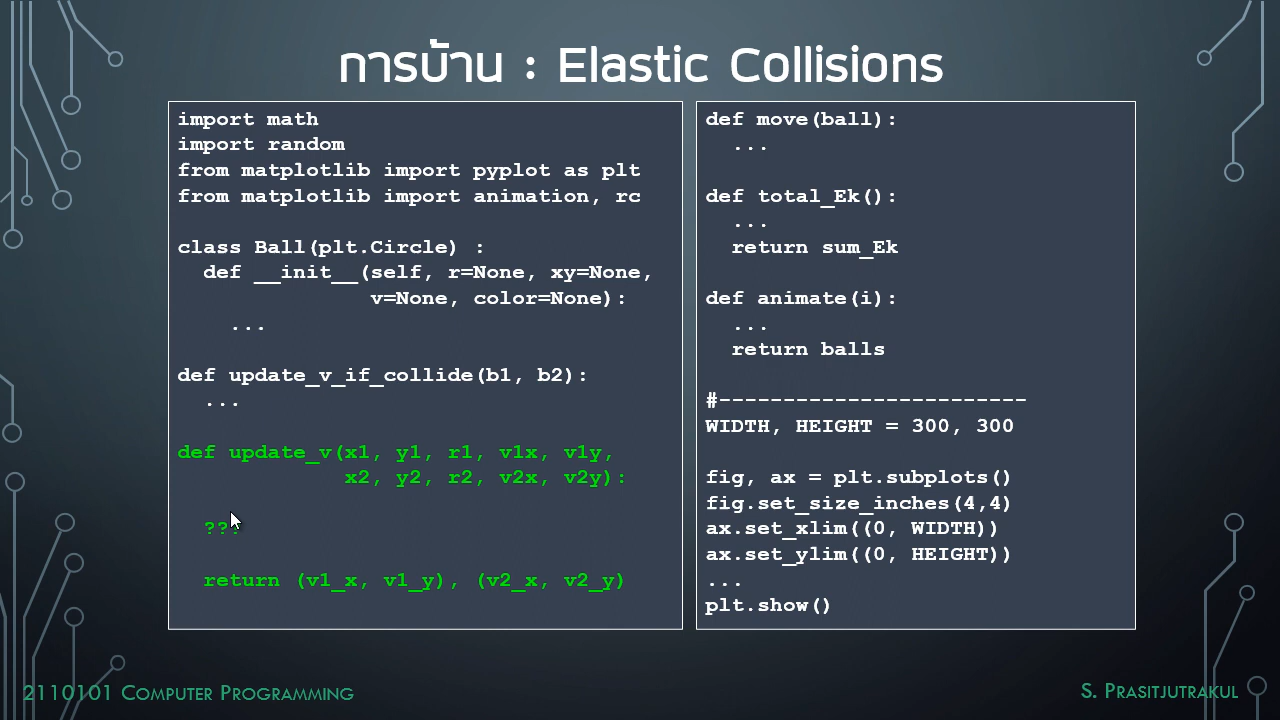 การบ้าน : Elastic Collisions
import math
import random
from matplotlib import pyplot as plt
from matplotlib import animation, rc
class Ball(plt.Circle) :
def __init__(self, r=None, xy=None,
v=None, color=None):
...
def update_v_if_collide(b1, b2):
...
def update_v(x1, y1, r1, v1x, v1y,
x2, y2, r2, v2x, v2y):
???
return (v1_x, v1_y), (v2_x, v2_y)
def move(ball):
...
def total_Ek():
...
return sum_Ek
def animate(i):
...
return balls
#------------------------
WIDTH, HEIGHT = 300, 300
fig, ax = plt.subplots()
fig.set_size_inches(4,4)
ax.set_xlim((0, WIDTH))
ax.set_ylim((0, HEIGHT))
...
plt.show()
2110101 COMPUTER PROGRAMMING
S. PRASITJUTRAKUL